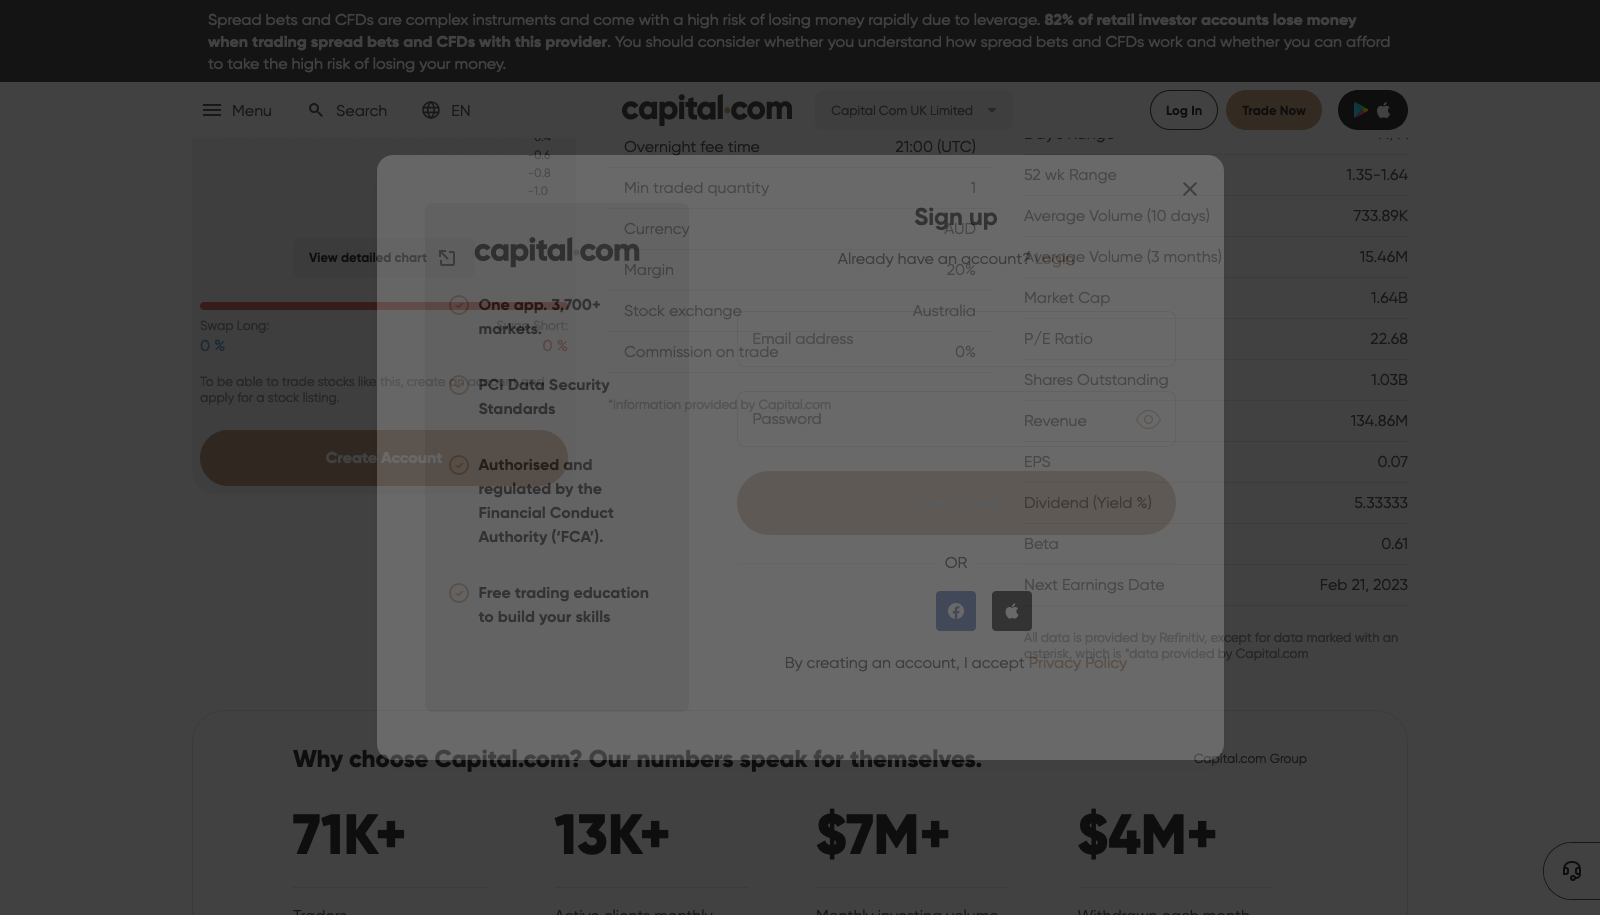 Spread bets and CFDs are complex instruments and come with a high risk of losing money rapidly due to leverage. 82% of retail investor accounts lose money
when trading spread bets and CFDs with this provider. You should consider whether you understand how spread bets and CFDs work and whether you can afford
to take the high risk of losing your money.
Menu
Search
EN
capital.com
Capital Com UK Limited
Log In
Trade Now
-0.6
-0.8
-1.0
View detailed chart
Swap Long:
0 %
Swap Short:
0 %
To be able to trade stocks like this, create an account and
apply for a stock listing.
Create Account
Overnight fee time 21:00 (UTC)
Min traded quantity 1
Currency AUD
Margin 20%
Stock exchange Australia
Commission on trade 0%
*Information provided by Capital.com
52 wk Range 1.35-1.64
Average Volume (10 days) 733.89K
Average Volume (3 months) 15.46M
Market Cap 1.64B
P/E Ratio 22.68
Shares Outstanding 1.03B
Revenue 134.86M
EPS 0.07
Dividend (Yield %) 5.33333
Beta 0.61
Next Earnings Date Feb 21, 2023
All data is provided by Refinitiv, except for data marked with an
asterisk, which is *data provided by Capital.com
capital.com
One app. 3,700+
markets.
PCI Data Security
Standards
Authorised and
regulated by the
Financial Conduct
Authority (‘FCA’).
Free trading education
to build your skills
Sign up
Already have an account? Login
Email address
Password
OR
By creating an account, I accept Privacy Policy
Why choose Capital.com? Our numbers speak for themselves.
Capital.com Group
71K+
13K+
$7M+
$4M+
Traders
Active clients monthly
Monthly investing volume
Withdrawn each month